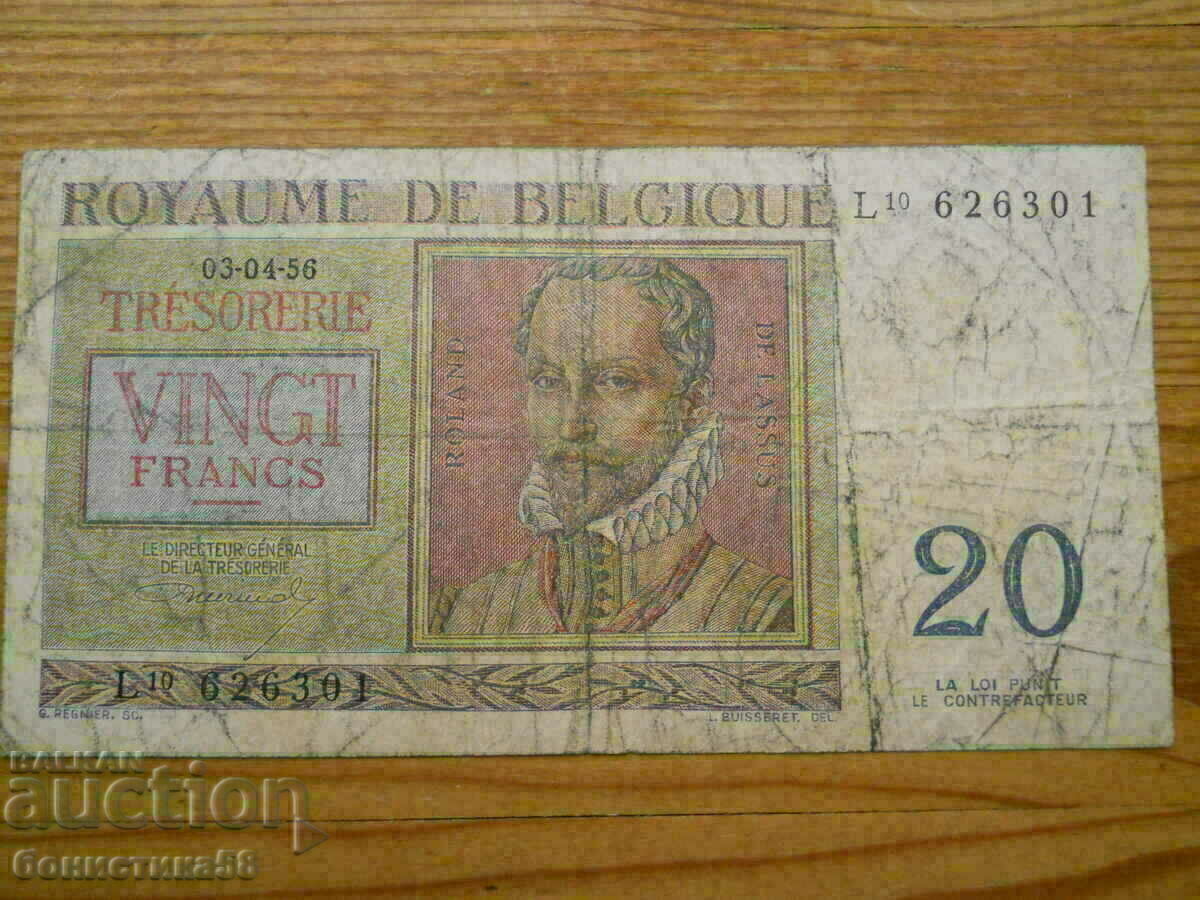 ROYAUME DE BELGIQUE
L10 626301
03-04-56
TRÉSORERIE
VINGT
FRANCS
ROLAND
DE LASSUS
LE DIRECTEUR GÉNÉRAL
DE LA TRÉSORERIE
20
L10 626301
LA LOI PUNIT
LE CONTREFACTEUR
G. REGNIER, SC.
L. BUISSERET. DEL.
BALKAN
auction
бонистика58